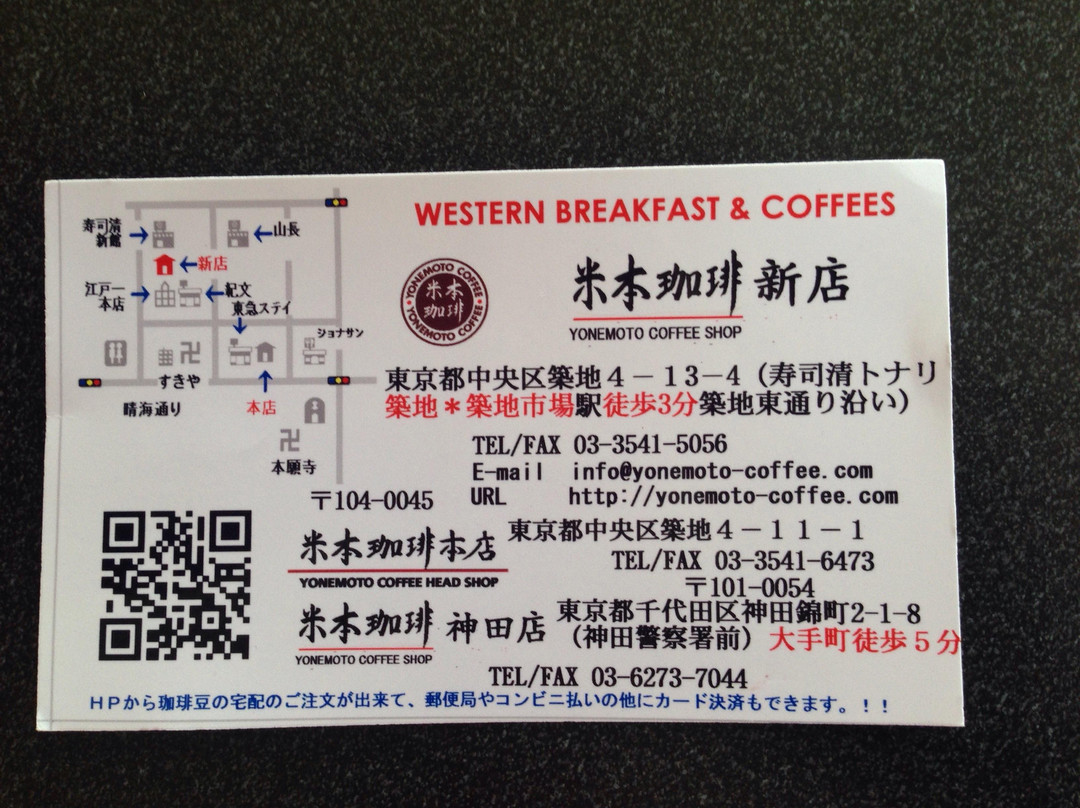 WESTERN BREAKFAST & COFFEES
寿司清
新館
山長
新店
江戸一
本店
紀文
東急ステイ
ジョナサン
すきや
晴海通り
本店
本願寺
YONEMOTO COFFEE
米本
珈琲
YONEMOTO COFFEE
米本珈琲 新店
YONEMOTO COFFEE SHOP
東京都中央区築地4-13-4(寿司清トナリ
築地*築地市場駅徒歩3分築地東通り沿い)
TEL/FAX 03-3541-5056
E-mail info@yonemoto-coffee.com
URL http://yonemoto-coffee.com
〒104-0045
米本珈琲本店 東京都中央区築地4-11-1
YONEMOTO COFFEE HEAD SHOP
TEL/FAX 03-3541-6473
〒101-0054
米本珈琲 神田店 東京都千代田区神田錦町2-1-8
YONEMOTO COFFEE SHOP
(神田警察署前)大手町徒歩5分
TEL/FAX 03-6273-7044
HPから珈琲豆の宅配のご注文が出来て、郵便局やコンビニ払いの他にカード決済もできます。!!